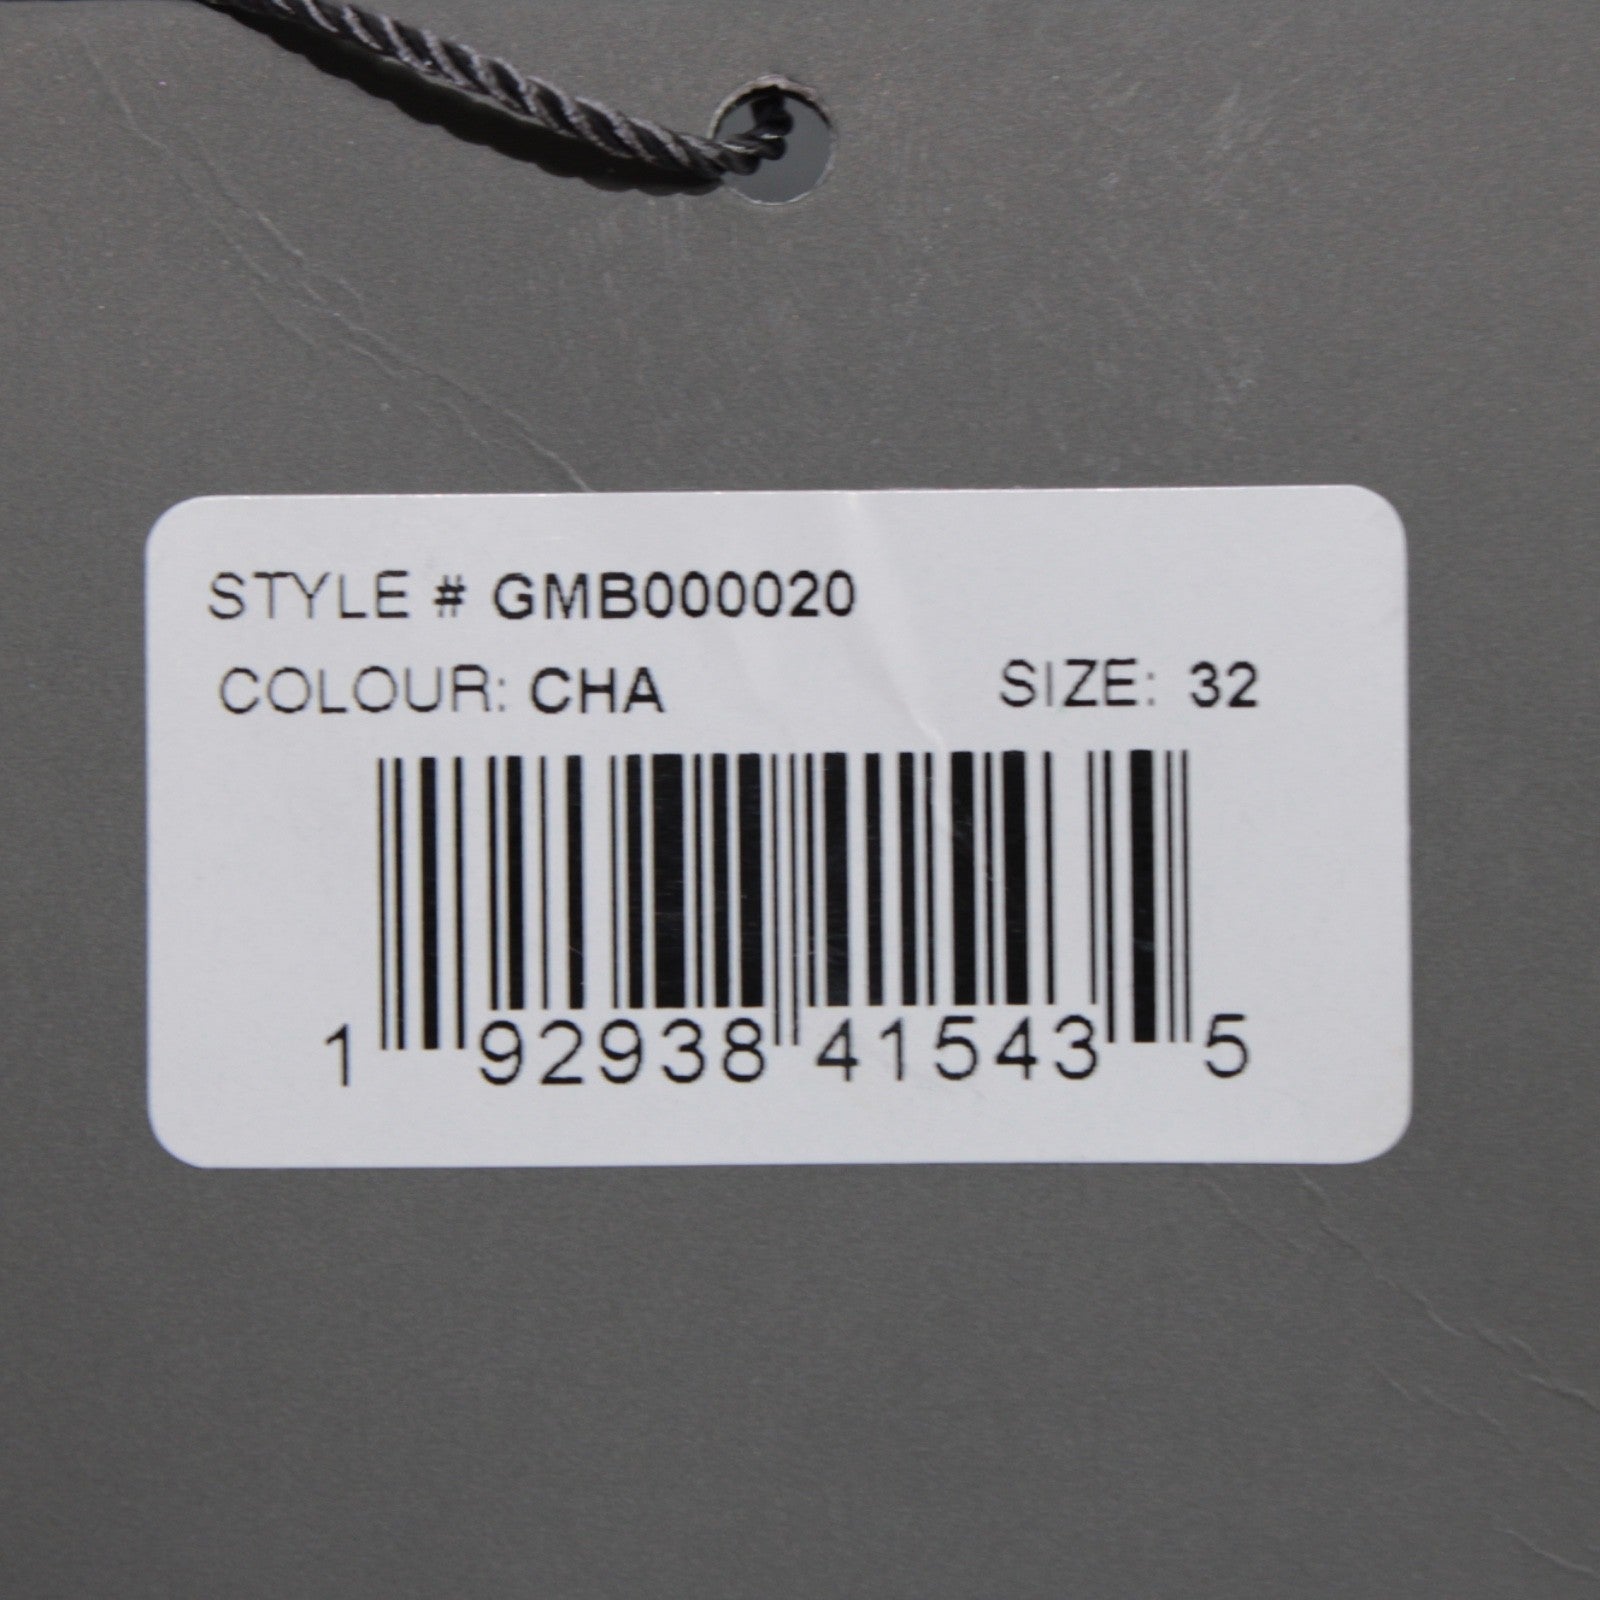 STYLE # GMB000020
COLOUR: CHA SIZE: 32
1 92938 41543 5